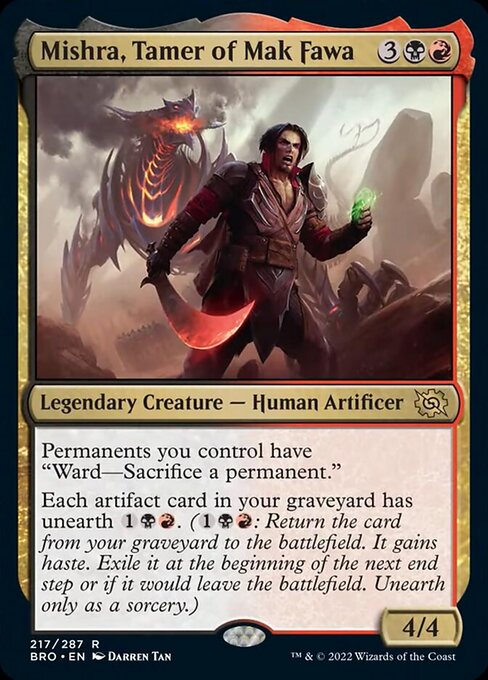 Mishra, Tamer of Mak Fawa 3
Legendary Creature — Human Artificer
Permanents you control have
“Ward—Sacrifice a permanent.”
Each artifact card in your graveyard has
unearth 1. (1: Return the card
from your graveyard to the battlefield. It gains
haste. Exile it at the beginning of the next end
step or if it would leave the battlefield. Unearth
only as a sorcery.)
4/4
217/287 R
BRO • EN Darren Tan
™ & © 2022 Wizards of the Coast